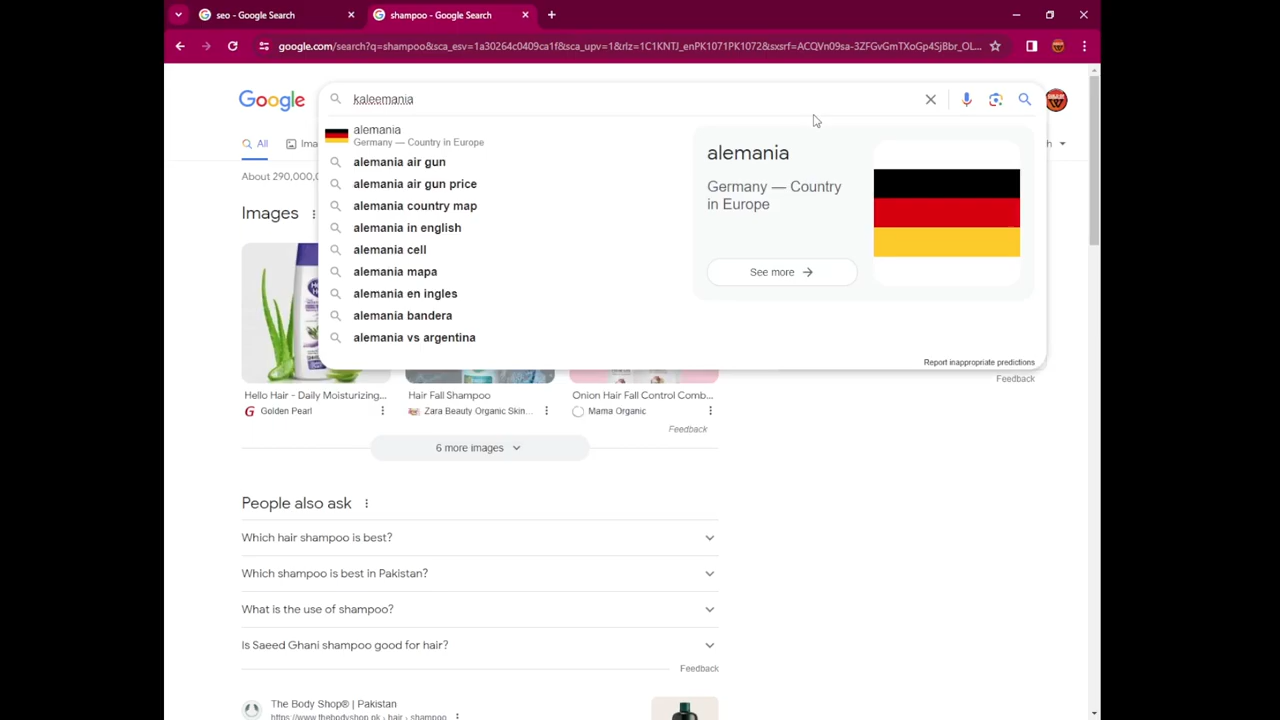 seo - Google Search
shampoo - Google Search
google.com/search?q=shampoo&sca_esv=1a30264c0409ca1f&sca_upv=1&rlz=1C1KNTJ_enPK1071PK1072&sxsrf=ACQVn09sa-3ZFGvGmTXoGp4SjBbr_OL...
Google
kaleemania
All
Ima
h
About 290,000,
alemania
Germany — Country in Europe
alemania air gun
alemania air gun price
alemania country map
alemania in english
alemania cell
alemania mapa
alemania en ingles
alemania bandera
alemania vs argentina
alemania
Germany — Country
in Europe
See more
Report inappropriate predictions
Feedback
Images
Hello Hair - Daily Moisturizing...
Golden Pearl
Hair Fall Shampoo
Zara Beauty Organic Skin...
Onion Hair Fall Control Comb...
Mama Organic
Feedback
6 more images
People also ask
Which hair shampoo is best?
Which shampoo is best in Pakistan?
What is the use of shampoo?
Is Saeed Ghani shampoo good for hair?
Feedback
The Body Shop® | Pakistan
https://www.thebodyshop.pk › hair › shampoo